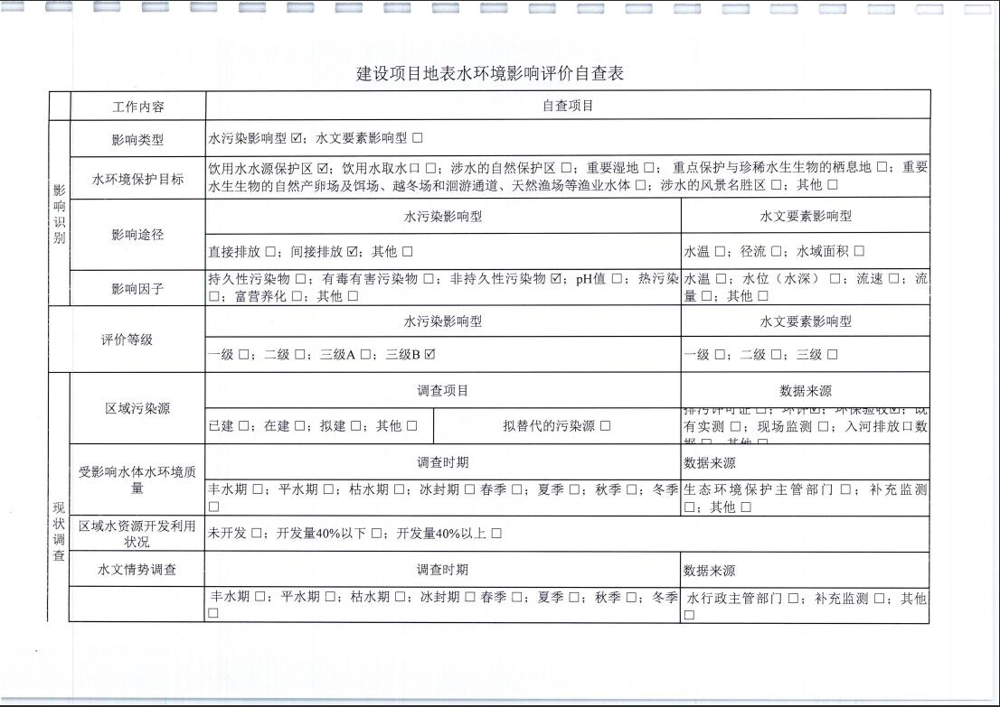 建设项目地表水环境影响评价自查表
工作内容 自查项目
影响识别
影响类型 水污染影响型 ☑；水文要素影响型 □
水环境保护目标
饮用水水源保护区 ☑；饮用水取水口 □；涉水的自然保护区 □；重要湿地 □； 重点保护与珍稀水生生物的栖息地 □；重要
水生生物的自然产卵场及饵场、越冬场和洄游通道、天然渔场等渔业水体 □；涉水的风景名胜区 □；其他 □
影响途径
水污染影响型 水文要素影响型
直接排放 □；间接排放 ☑；其他 □ 水温 □；径流 □；水域面积 □
影响因子
持久性污染物 □；有毒有害污染物 □；非持久性污染物 ☑；pH值 □；热污染
□；富营养化 □；其他 □
水温 □；水位（水深） □；流速 □；流
量 □；其他 □
评价等级
水污染影响型 水文要素影响型
一级 □；二级 □；三级A □；三级B ☑ 一级 □；二级 □；三级 □
现状调查
区域污染源
调查项目 数据来源
已建 □；在建 □；拟建 □；其他 □ 拟替代的污染源 □
排污许可证 □；环评☑；环保验收☑；既
有实测 □；现场监测 □；入河排放口数
据 □；其他 □
受影响水体水环境质
量
调查时期 数据来源
丰水期 □；平水期 □；枯水期 □；冰封期 □ 春季 □；夏季 □；秋季 □；冬季
□
生态环境保护主管部门 □；补充监测
□；其他 □
区域水资源开发利用
状况
未开发 □；开发量40%以下 □；开发量40%以上 □
水文情势调查 调查时期 数据来源
丰水期 □；平水期 □；枯水期 □；冰封期 □ 春季 □；夏季 □；秋季 □；冬季
□
水行政主管部门 □；补充监测 □；其他
□